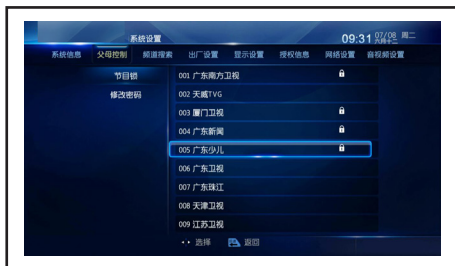 系统设置
09:31 07/08 周二
六月十二
系统信息 父母控制 频道搜索 出厂设置 显示设置 授权信息 网络设置 音视频设置
节目锁
修改密码
001 广东南方卫视
002 天威TVG
003 厦门卫视
004 广东新闻
005 广东少儿
006 广东卫视
007 广东珠江
008 天津卫视
009 江苏卫视
选择 返回